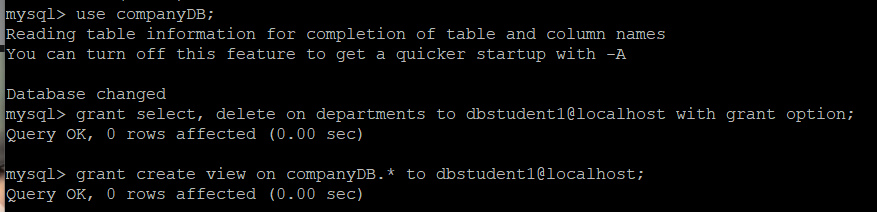 mysql> use companyDB;
Reading table information for completion of table and column names
You can turn off this feature to get a quicker startup with -A
Database changed
mysql> grant select, delete on departments to dbstudent1@localhost with grant option;
Query OK, 0 rows affected (0.00 sec)
mysql> grant create view on companyDB.* to dbstudent1@localhost;
Query OK, 0 rows affected (0.00 sec)